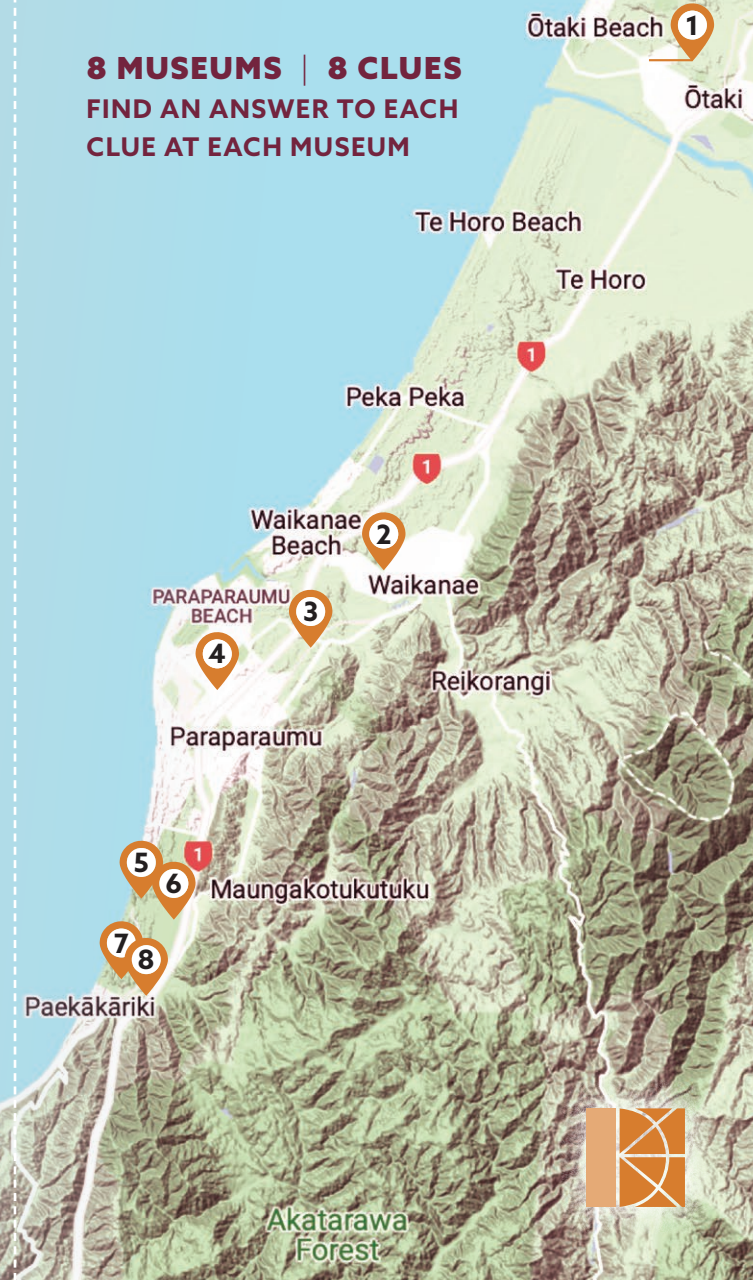 Ōtaki Beach
1
8 MUSEUMS | 8 CLUES
FIND AN ANSWER TO EACH
CLUE AT EACH MUSEUM
Ōtaki
Te Horo Beach
Te Horo
1
Peka Peka
1
Waikanae
Beach
2
Waikanae
PARAPARAUMU
BEACH
3
4
Reikorangi
Paraparaumu
5
1
6
Maungakotukutuku
7
8
Paekākāriki
Akatarawa
Forest